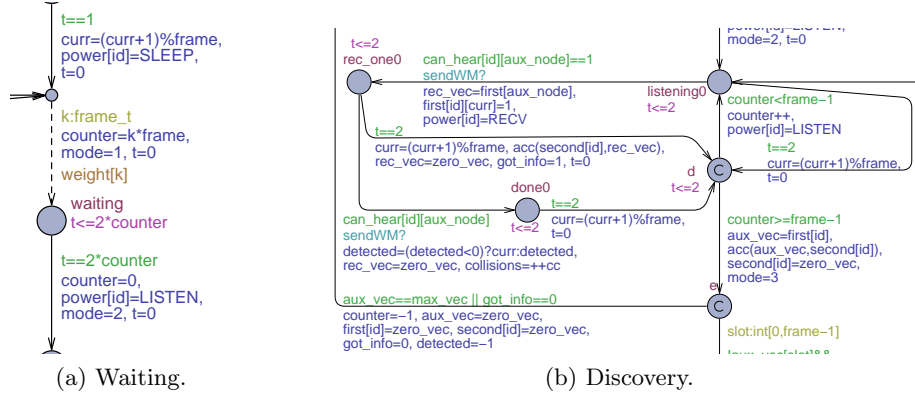 t==1
curr=(curr+1)%frame,
power[id]=SLEEP,
t=0
k:frame_t
counter=k*frame,
mode=1, t=0
weight[k]
waiting
t<=2*counter
t==2*counter
counter=0,
power[id]=LISTEN,
mode=2, t=0
(a) Waiting.
power[id]=LISTEN,
mode=2, t=0
t<=2
rec_one0
can_hear[id][aux_node]==1
sendWM?
rec_vec=first[aux_node],
first[id][curr]=1,
power[id]=RECV
listening0
t<=2
counter<frame-1
counter++,
power[id]=LISTEN
t==2
curr=(curr+1)%frame,
t=0
t==2
curr=(curr+1)%frame, acc(second[id],rec_vec),
rec_vec=zero_vec, got_info=1, t=0
d
t<=2
C
done0
t<=2
t==2
curr=(curr+1)%frame,
t=0
can_hear[id][aux_node]
sendWM?
detected=(detected<0)?curr:detected,
rec_vec=zero_vec, collisions=++cc
counter>=frame-1
aux_vec=first[id],
acc(aux_vec,second[id]),
second[id]=zero_vec,
mode=3
e
C
aux_vec==max_vec || got_info==0
counter=-1, aux_vec=zero_vec,
first[id]=zero_vec, second[id]=zero_vec,
got_info=0, detected=-1
slot:int[0,frame-1]
(b) Discovery.